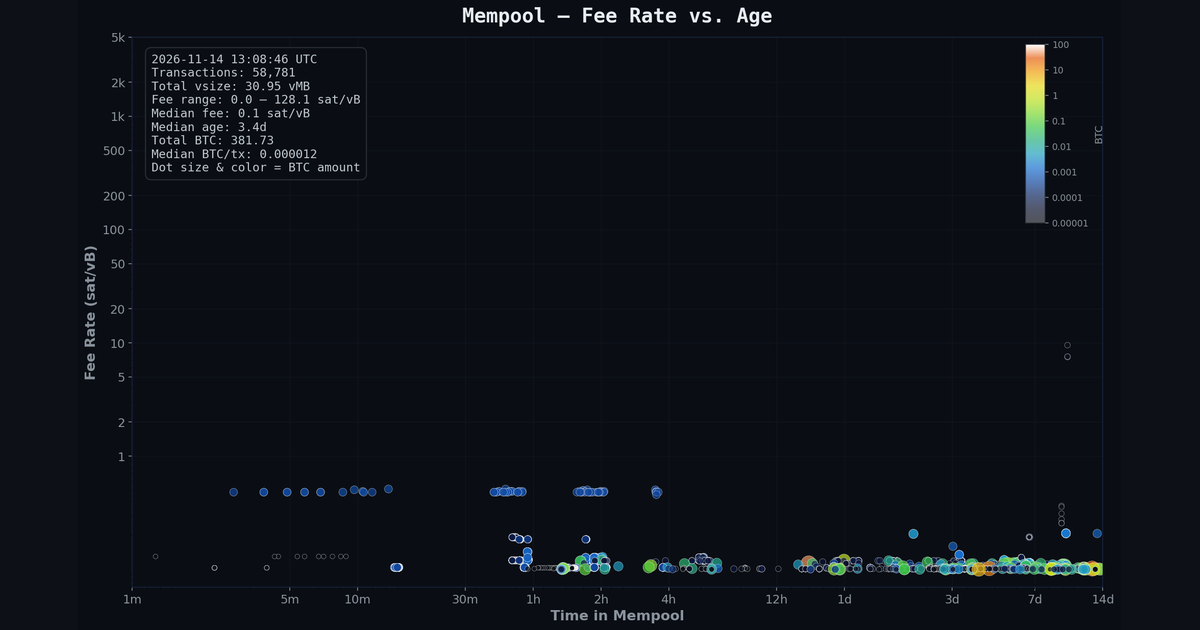 Mempool — Fee Rate vs. Age
2026-11-14 13:08:46 UTC
Transactions: 58,781
Total vsize: 30.95 vMB
Fee range: 0.0 — 128.1 sat/vB
Median fee: 0.1 sat/vB
Median age: 3.4d
Total BTC: 381.73
Median BTC/tx: 0.000012
Dot size & color = BTC amount
5k
2k
1k
500
200
100
50
20
10
5
2
1
Fee Rate (sat/vB)
100
10
1
0.1
0.01
0.001
0.0001
0.00001
BTC
1m
5m
10m
30m
1h
2h
4h
12h
1d
3d
7d
14d
Time in Mempool